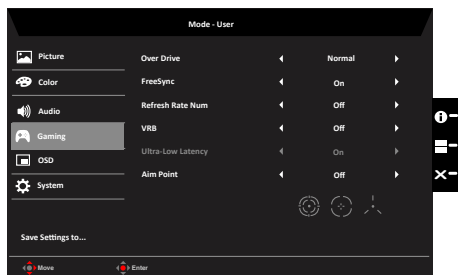 Mode - User
Picture
Color
Audio
Gaming
OSD
System
Save Settings to...
Over Drive Normal
FreeSync On
Refresh Rate Num Off
VRB Off
Ultra-Low Latency On
Aim Point Off
Move Enter